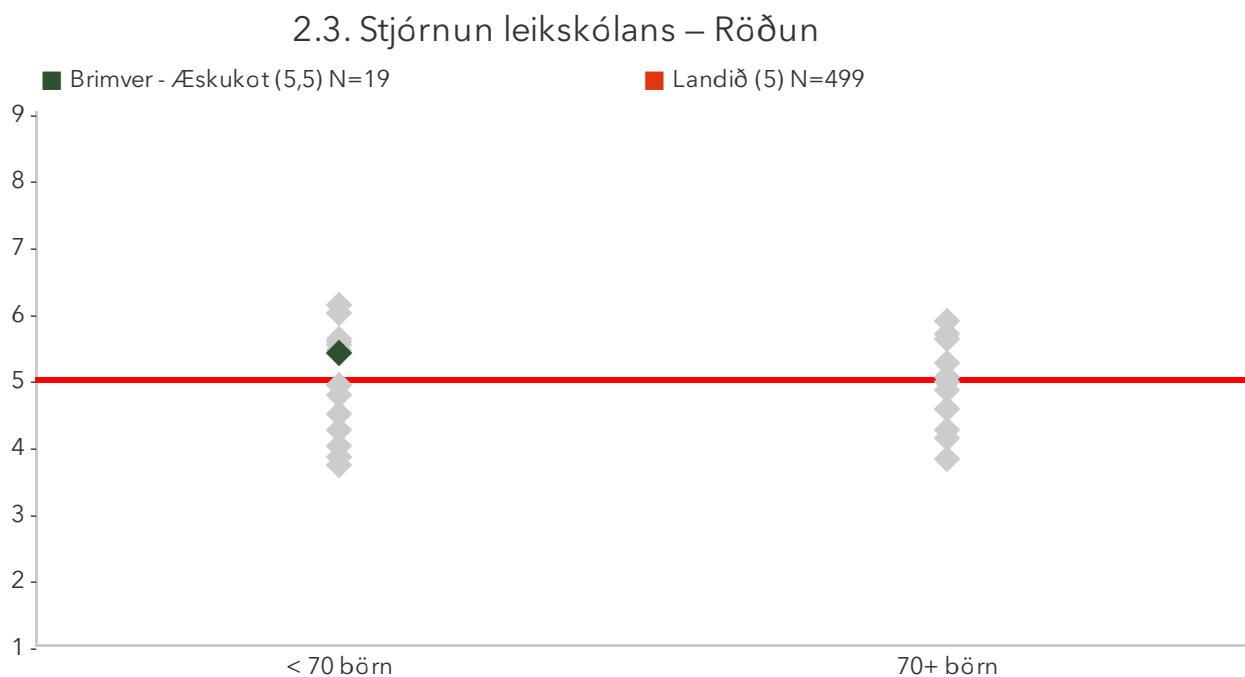 2.3. Stjórnun leikskólans – Röðun
Brimver - Æskukot (5,5) N=19
Landið (5) N=499
9
8
7
6
5
4
3
2
1
< 70 börn
70+ börn